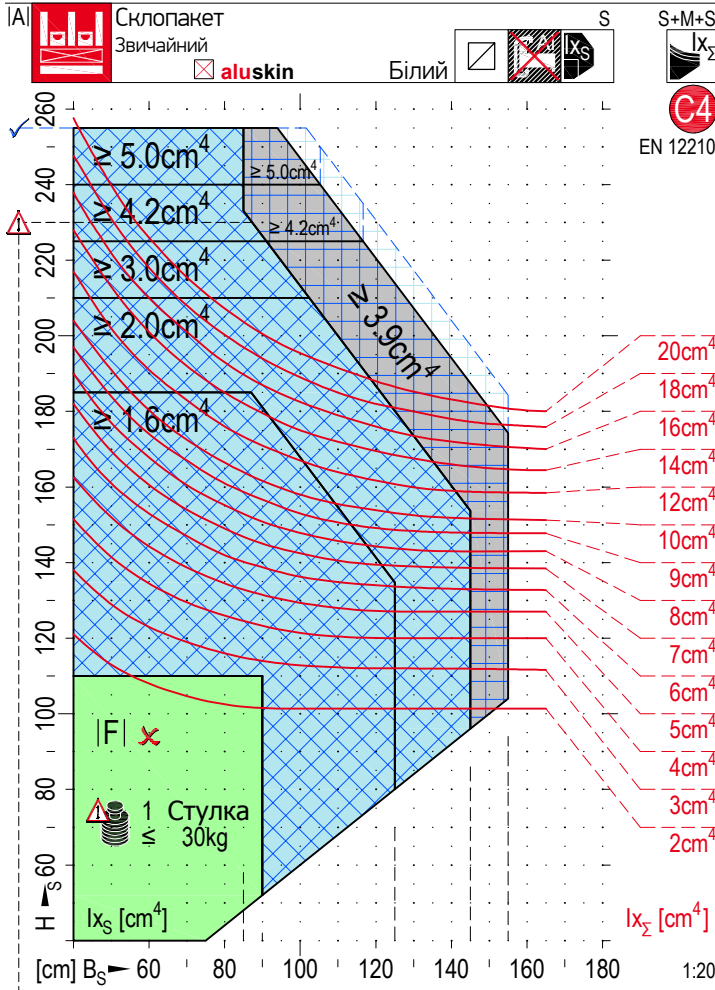 |A|
Склопакет
Звичайний
aluskin
Білий
Al
Ix_S
S
S+M+S
Ix_Σ
C4
EN 12210
260
240
220
200
180
160
140
120
100
80
60
H S
≥ 5.0cm⁴
≥ 4.2cm⁴
≥ 3.0cm⁴
≥ 2.0cm⁴
≥ 1.6cm⁴
≥ 5.0cm⁴
≥ 4.2cm⁴
≥ 3.9cm⁴
20cm⁴
18cm⁴
16cm⁴
14cm⁴
12cm⁴
10cm⁴
9cm⁴
8cm⁴
7cm⁴
6cm⁴
5cm⁴
4cm⁴
3cm⁴
2cm⁴
|F|
1 Стулка
≤ 30kg
Ix_S [cm⁴]
Ix_Σ [cm⁴]
[cm] B_S 60 80 100 120 140 160 180
1:20